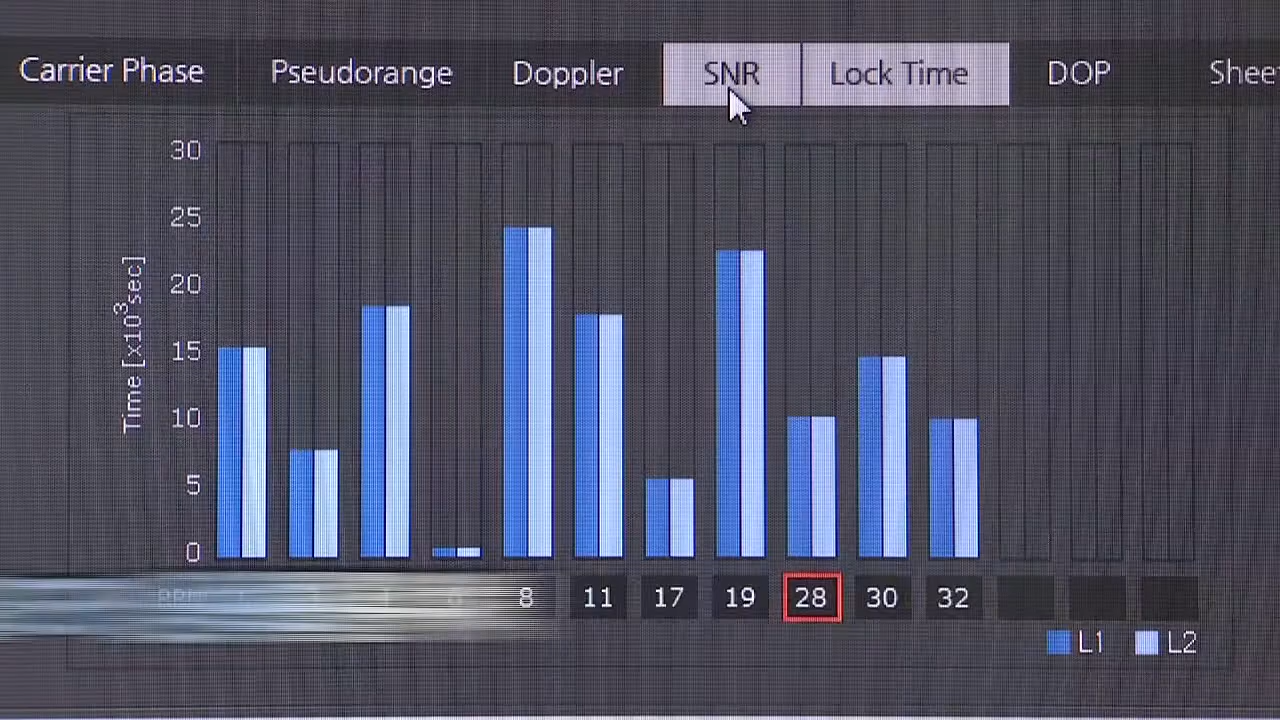 Carrier Phase Pseudorange Doppler SNR Lock Time DOP
30
25
20
15
10
5
0
Time [x10³sec]
8 11 17 19 28 30 32
L1 L2